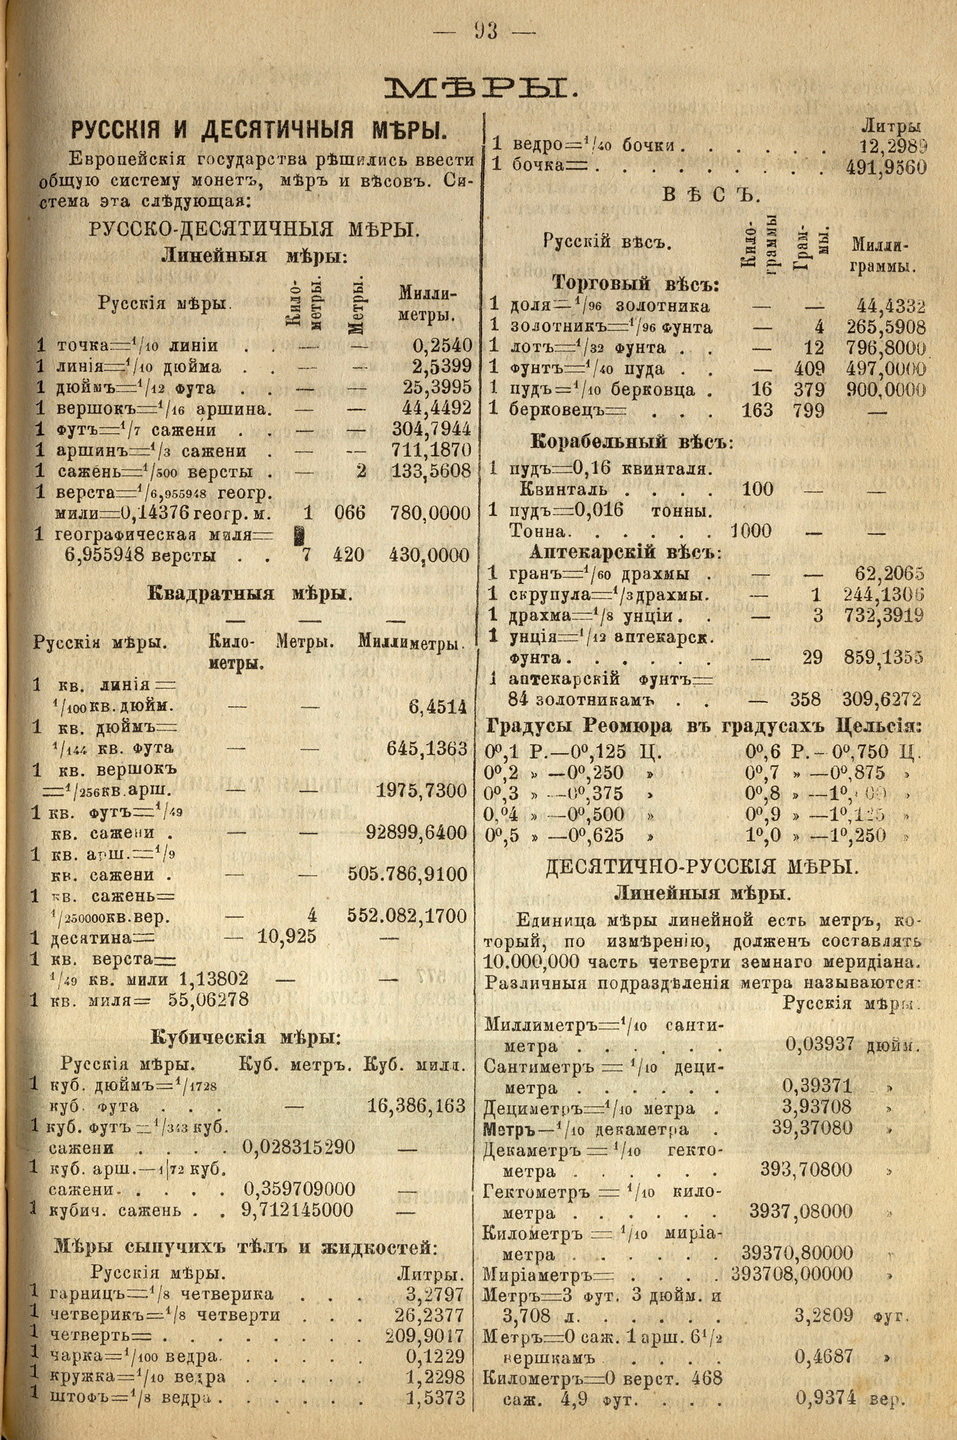 — 93 —
МѢРЫ.
РУССКІЯ И ДЕСЯТИЧНЫЯ МѢРЫ.
Европейскія государства рѣшились ввести
общую систему монетъ, мѣръ и вѣсовъ. Си-
стема эта слѣдующая:
РУССКО-ДЕСЯТИЧНЫЯ МѢРЫ.
Линейныя мѣры:
Русскія мѣры. Кило-метры. Метры. Милли-
метры.
1 точка=1/10 линіи . . — — 0,2540
1 линія=1/10 дюйма . . — — 2,5399
1 дюймъ=1/12 фута . . — — 25,3995
1 вершокъ=1/16 аршина. — — 44,4492
1 футъ=1/7 сажени . . — — 304,7944
1 аршинъ=1/3 сажени . — — 711,1870
1 сажень=1/500 версты . — 2 133,5608
1 верста=1/6,955948 геогр.
мили=0,14376 геогр. м. 1 066 780,0000
1 географическая миля=
6,955948 версты . . 7 420 430,0000
Квадратныя мѣры.
Русскія мѣры. Кило- Метры. Миллиметры.
метры.
1 кв. линія=
1/100 кв. дюйм. — — 6,4514
1 кв. дюймъ=
1/144 кв. фута — — 645,1363
1 кв. вершокъ
=1/256 кв. арш. — — 1975,7300
1 кв. футъ=1/49
кв. сажени . — — 92899,6400
1 кв. арш.=1/9
кв. сажени . — — 505.786,9100
1 кв. сажень=
1/250000 кв. вер. — 4 552.082,1700
1 десятина= — 10,925 —
1 кв. верста=
1/49 кв. мили 1,13802 — —
1 кв. миля= 55,06278
Кубическія мѣры:
Русскія мѣры. Куб. метръ. Куб. милл.
1 куб. дюймъ=1/1728
куб. фута . . . — 16,386,163
1 куб. футъ=1/343 куб.
сажени . . . . 0,028315290 —
1 куб. арш.—1|72 куб.
сажени. . . . . 0,359709000 —
1 кубич. сажень . . 9,712145000 —
Мѣры сыпучихъ тѣлъ и жидкостей:
Русскія мѣры. Литры.
1 гарницъ=1/8 четверика . . . 3,2797
1 четверикъ=1/8 четверти . . . 26,2377
1 четверть= . . . . . . . . 209,9017
1 чарка=1/100 ведра. . . . . . 0,1229
1 кружка=1/10 ведра . . . . . 1,2298
1 штофъ=1/8 ведра . . . . . . 1,5373
Литры
1 ведро=1/40 бочки . . . . . . 12,2989
1 бочка= . . . . . . . . . 491,9560
ВѢСЪ.
Русскій вѣсъ. Кило-граммы Грам-мы. Милли-
граммы.
Торговый вѣсъ:
1 доля=1/96 золотника — — 44,4332
1 золотникъ=1/96 фунта — 4 265,5908
1 лотъ=1/32 фунта . . — 12 796,8000
1 фунтъ=1/40 пуда . . — 409 497,0000
1 пудъ=1/10 берковца . 16 379 900,0000
1 берковецъ= . . . 163 799 —
Корабельный вѣсъ:
1 пудъ=0,16 квинталя.
Квинталь . . . . 100 — —
1 пудъ=0,016 тонны.
Тонна. . . . . . 1000 — —
Аптекарскій вѣсъ:
1 гранъ=1/60 драхмы . — — 62,2065
1 скрупула=1/3 драхмы. — 1 244,1306
1 драхма=1/8 унціи . . — 3 732,3919
1 унція=1/12 аптекарск.
фунта. . . . . . — 29 859,1355
1 аптекарскій фунтъ=
84 золотникамъ . . — 358 309,6272
Градусы Реомюра въ градусахъ Цельсія:
0⁰,1 Р.—0⁰,125 Ц. 0⁰,6 Р.—0⁰,750 Ц.
0⁰,2 » —0⁰,250 » 0⁰,7 » —0⁰,875 »
0⁰,3 » —0⁰,375 » 0⁰,8 » —1⁰,
0,⁰4 » —0⁰,500 » 0⁰,9 » —1⁰,125 »
0⁰,5 » —0⁰,625 » 1⁰,0 » —1⁰,250 »
ДЕСЯТИЧНО-РУССКІЯ МѢРЫ.
Линейныя мѣры.
Единица мѣры линейной есть метръ, ко-
торый, по измѣренію, долженъ составлять
10.000,000 часть четверти земнаго меридіана.
Различныя подраздѣленія метра называются:
Русскія мѣры.
Миллиметръ=1/10 санти-
метра . . . . . . 0,03937 дюйм.
Сантиметръ = 1/10 деци-
метра . . . . . . 0,39371 »
Дециметръ=1/10 метра . 3,93708 »
Метръ—1/10 декаметра . 39,37080 »
Декаметръ = 1/10 гекто-
метра . . . . . . 393,70800 »
Гектометръ = 1/10 кило-
метра . . . . . . 3937,08000 »
Километръ = 1/10 миріа-
метра . . . . . . 39370,80000
Миріаметръ= . . . . 393708,00000 »
Метръ=3 фут. 3 дюйм. и
3,708 л. . . . . . 3,2809 фут.
Метръ=0 саж. 1 арш. 6 1/2
вершкамъ . . . . 0,4687 »
Километръ=0 верст. 468
саж. 4,9 фут. . . . 0,9374 вер.